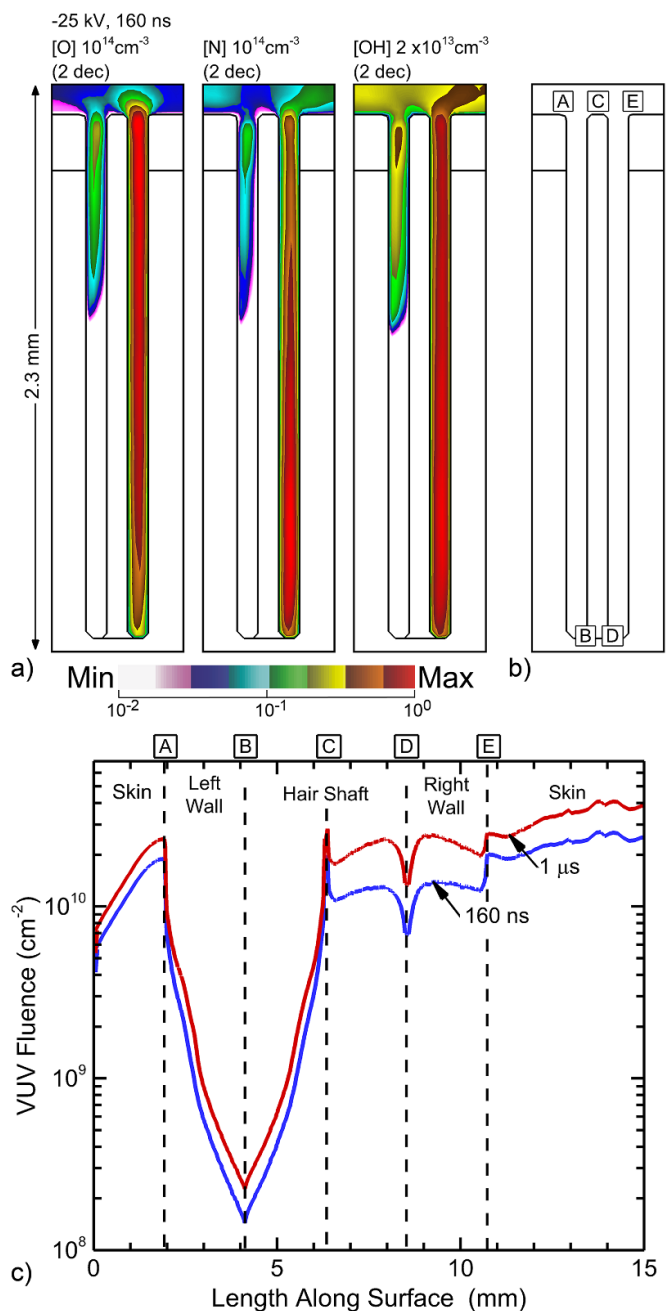 -25 kV, 160 ns
[O] 10¹⁴cm⁻³ [N] 10¹⁴cm⁻³ [OH] 2 x10¹³cm⁻³
(2 dec) (2 dec) (2 dec)
A C E
2.3 mm
B D
a) b)
Min Max
10⁻² 10⁻¹ 10⁰
A B C D E
Skin Left Wall Hair Shaft Right Wall Skin
1 μs
160 ns
10¹⁰
10⁹
10⁸
VUV Fluence (cm⁻²)
0 5 10 15
c) Length Along Surface (mm)